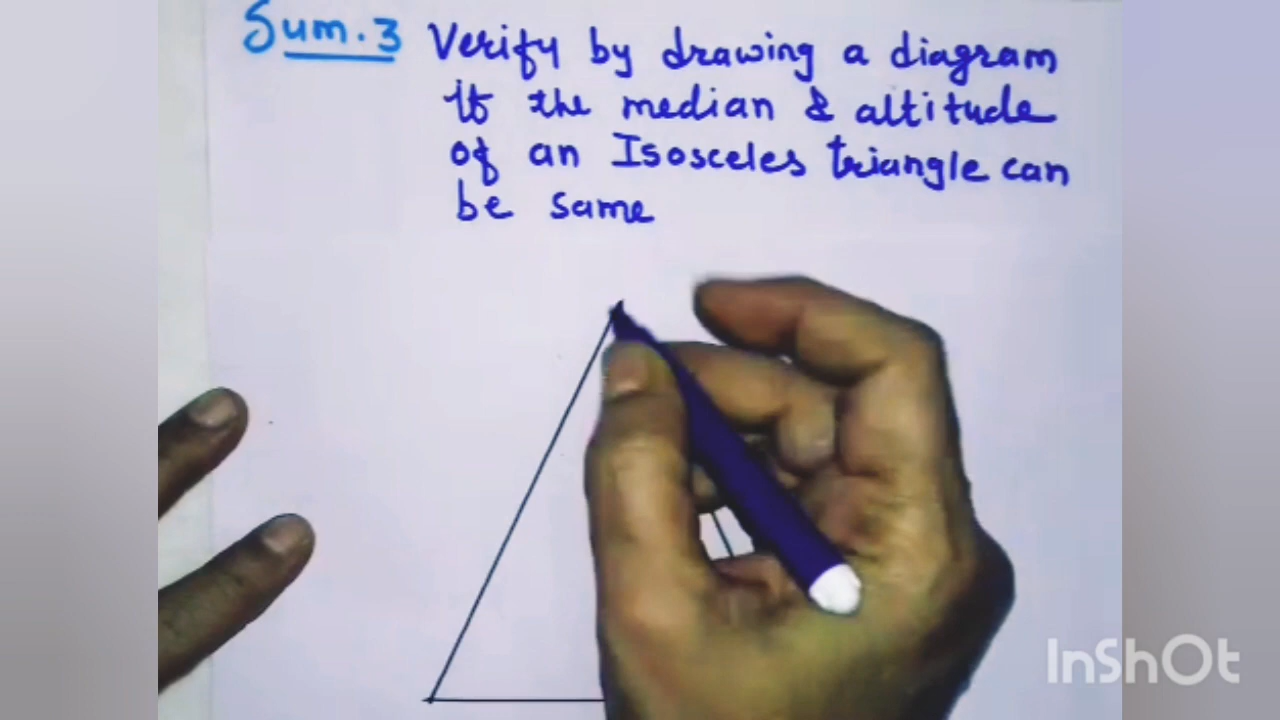 Sum.3 Verify by drawing a diagram
If the median & altitude
of an Isosceles triangle can
be same
InShOt